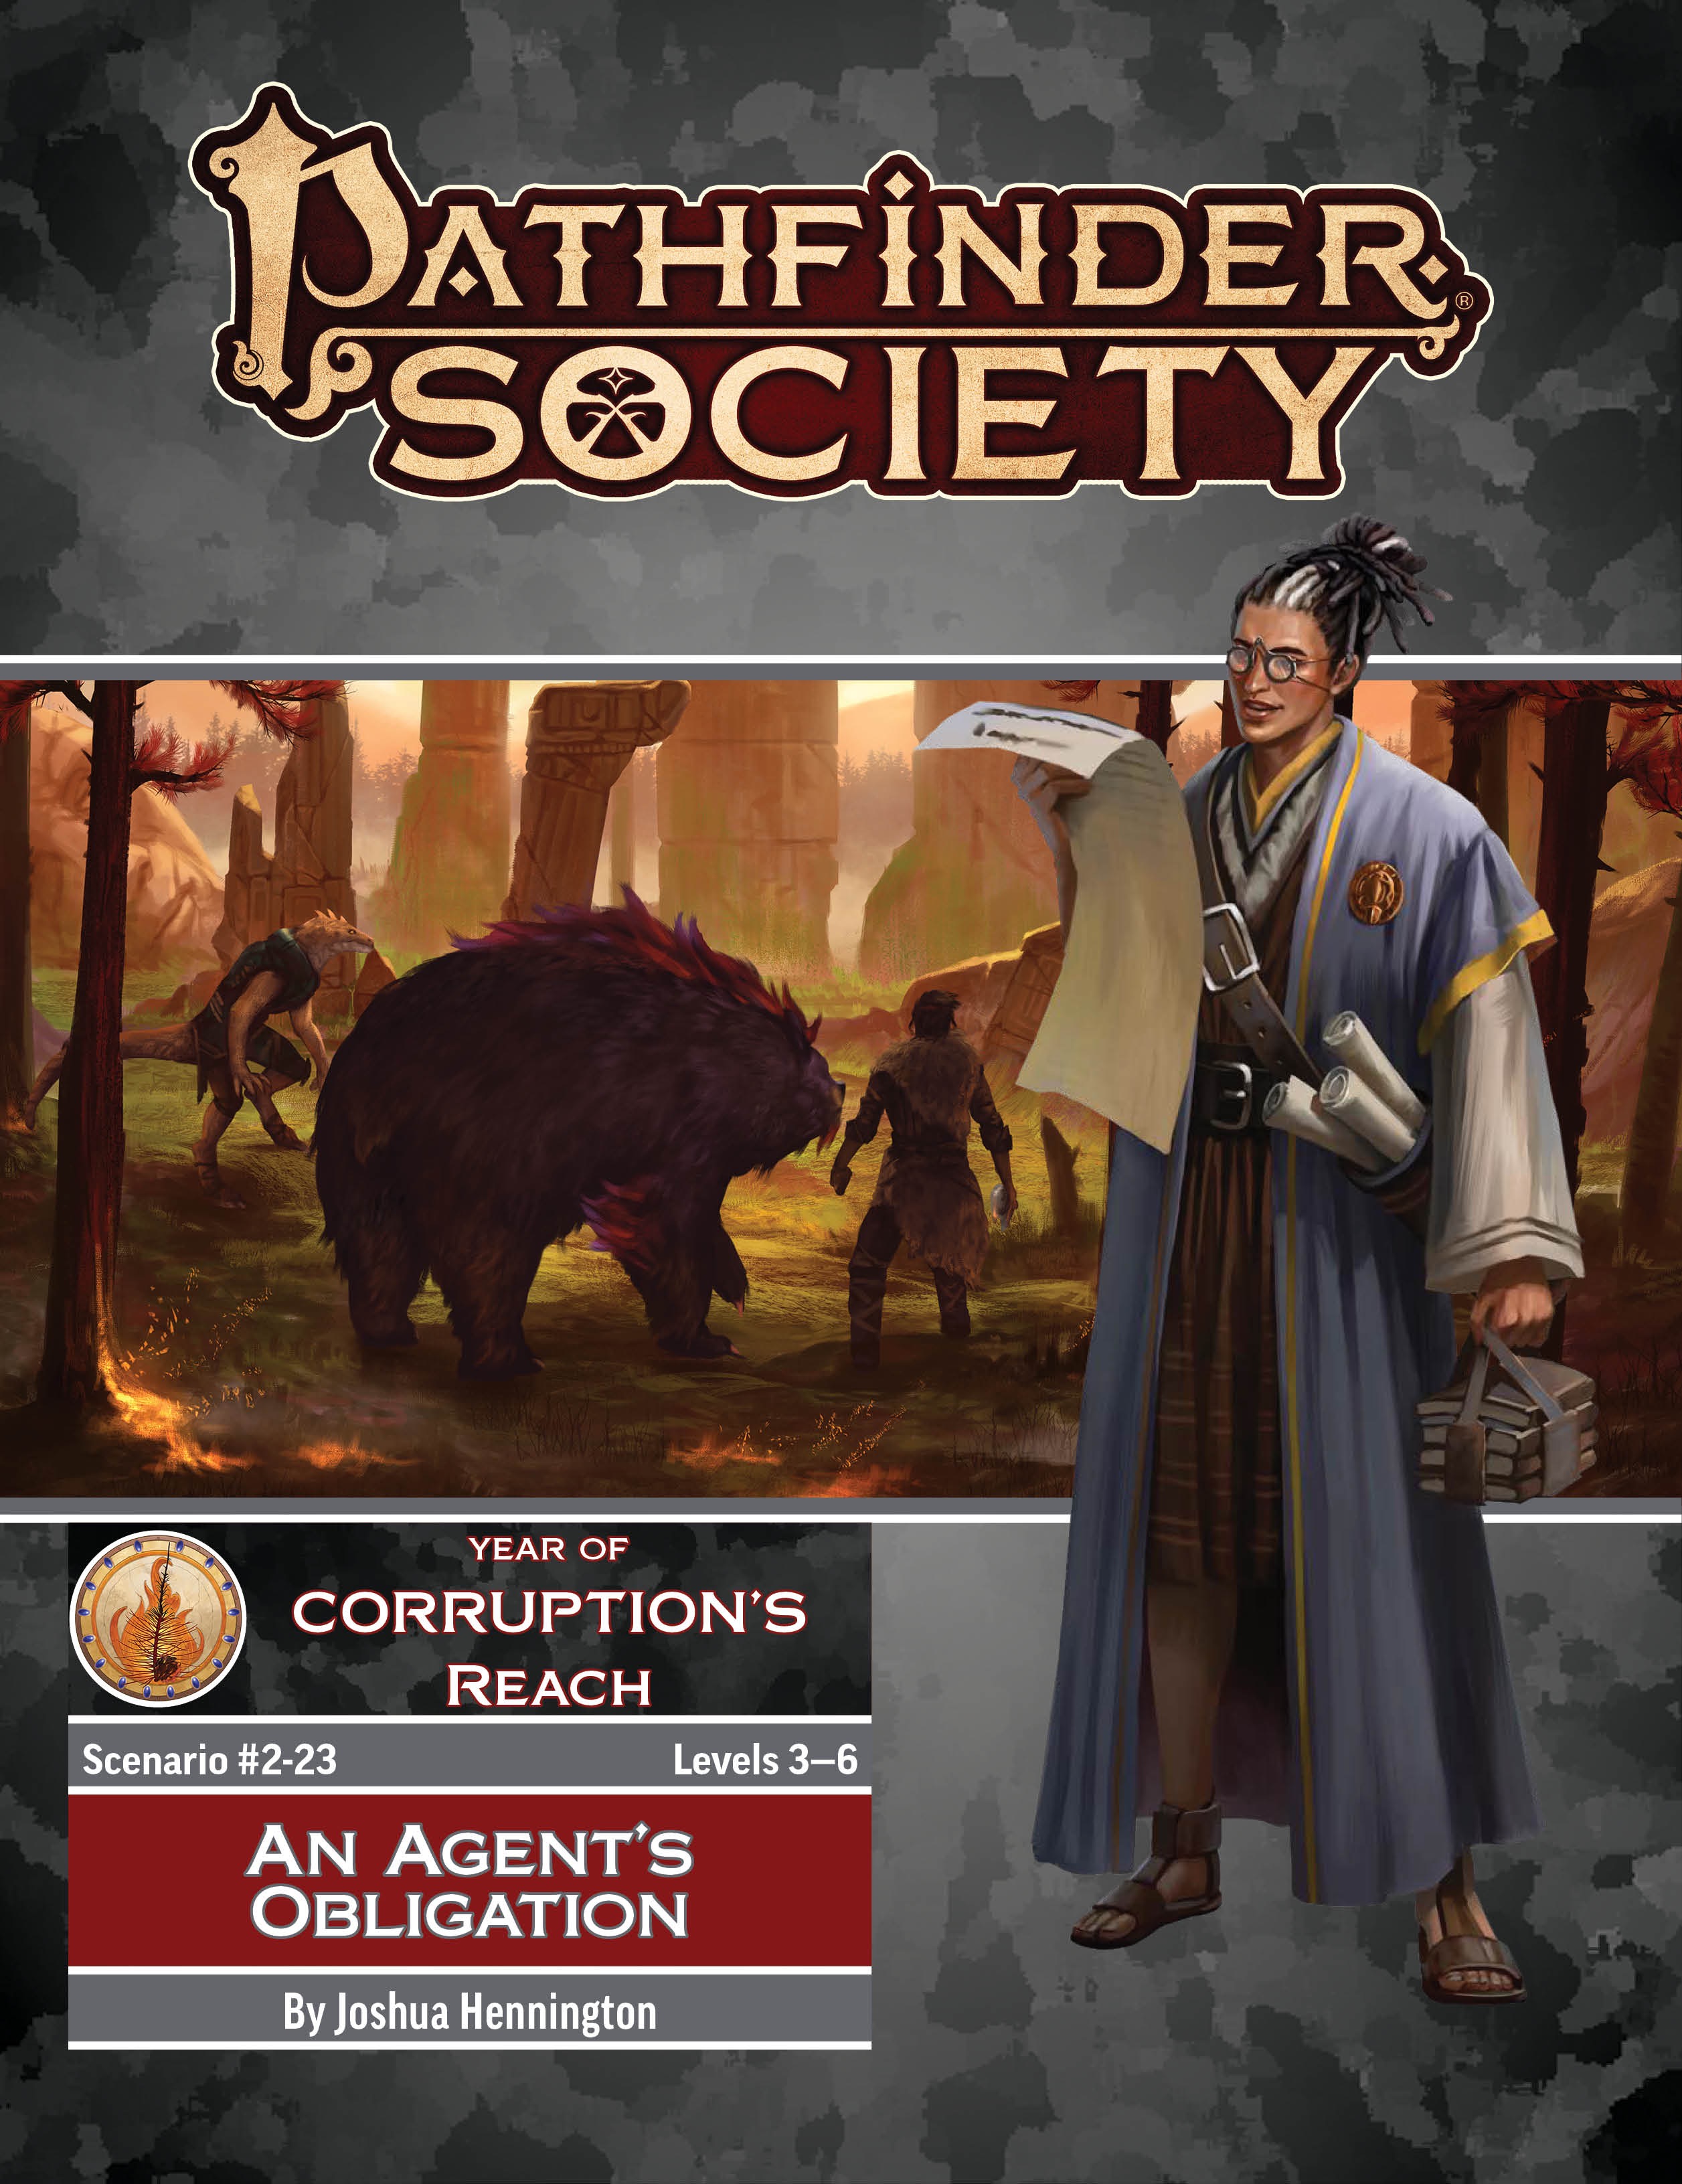 PATHFINDER®
SOCIETY
YEAR OF
CORRUPTION'S
REACH
Scenario #2-23
Levels 3–6
AN AGENT'S
OBLIGATION
By Joshua Hennington